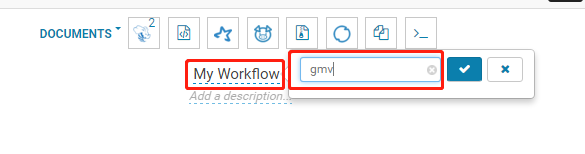 DOCUMENTS 2 >_
My Workflow gmv
Add a description...